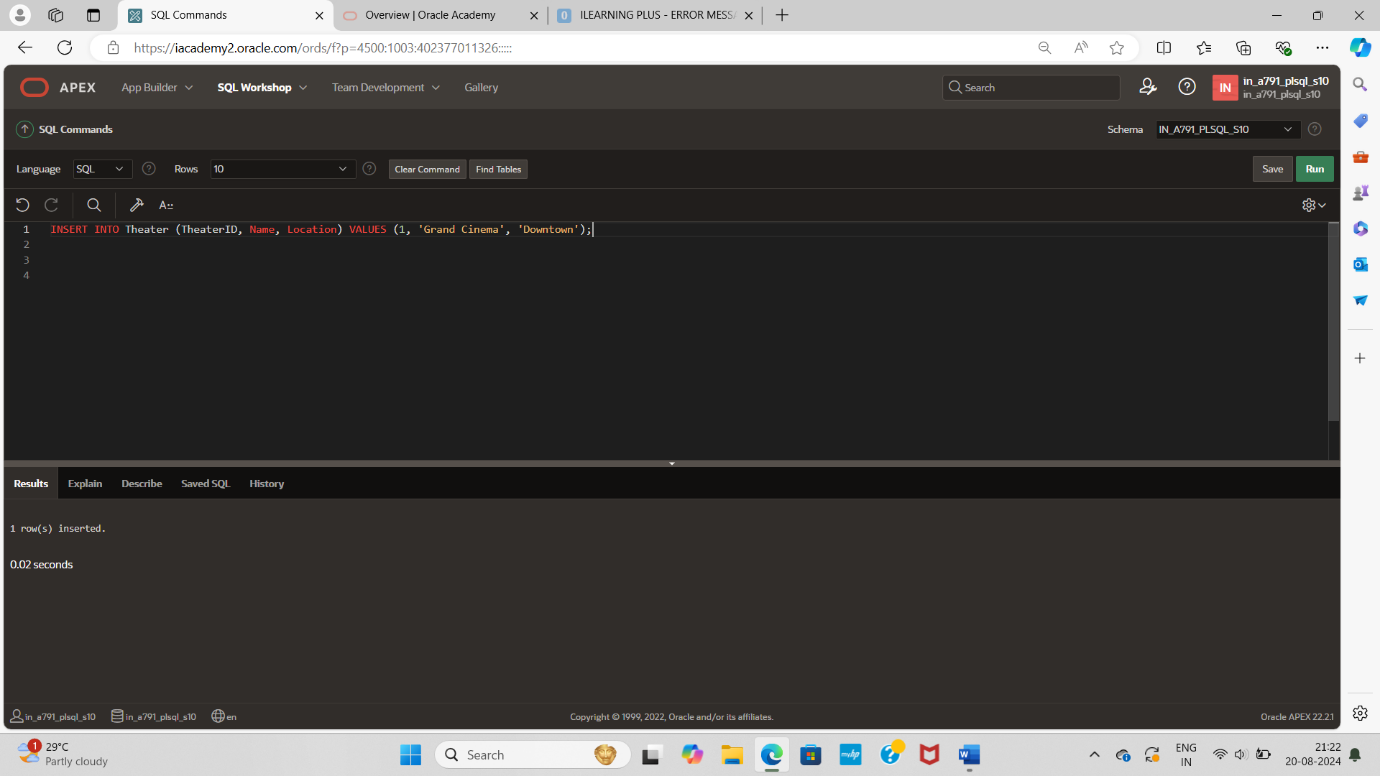 SQL Commands
Overview | Oracle Academy
ILEARNING PLUS - ERROR MESSA
https://iacademy2.oracle.com/ords/f?p=4500:1003:402377011326:::::
APEX
App Builder
SQL Workshop
Team Development
Gallery
Search
IN
in_a791_plsql_s10
in_a791_plsql_s10
SQL Commands
Schema
IN_A791_PLSQL_S10
Language
SQL
Rows
10
Clear Command
Find Tables
Save
Run
A::
1 INSERT INTO Theater (TheaterID, Name, Location) VALUES (1, 'Grand Cinema', 'Downtown');
2
3
4
Results
Explain
Describe
Saved SQL
History
1 row(s) inserted.
0.02 seconds
in_a791_plsql_s10
in_a791_plsql_s10
en
Copyright © 1999, 2022, Oracle and/or its affiliates.
Oracle APEX 22.2.1
1
29°C
Partly cloudy
Search
ENG
IN
21:22
20-08-2024